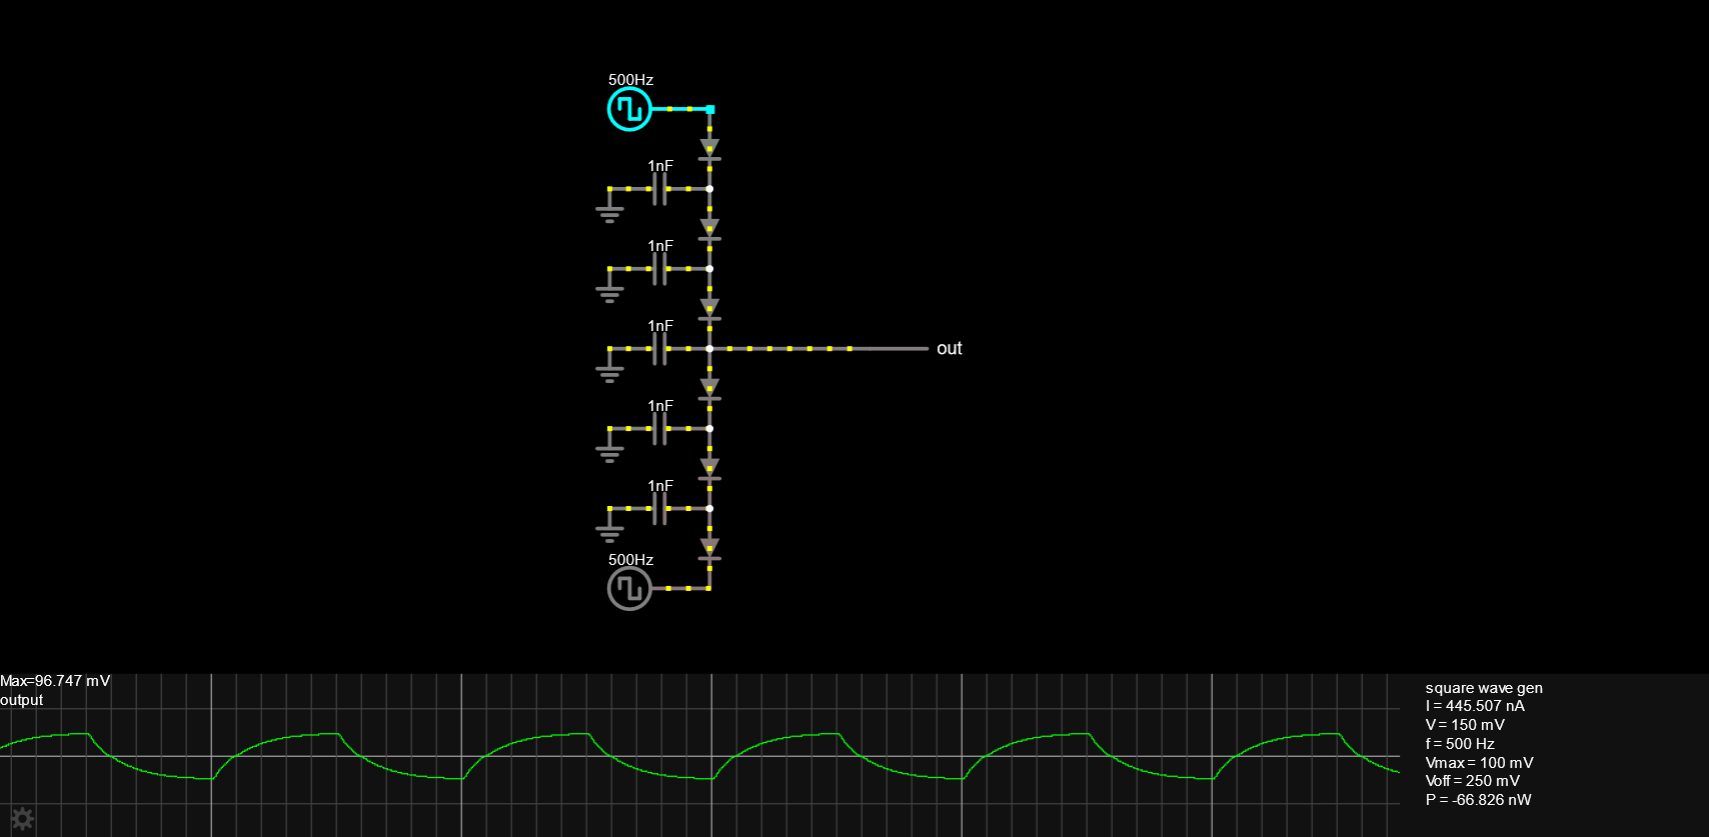 500Hz
1nF
1nF
1nF
out
1nF
1nF
500Hz
Max=96.747 mV
output
square wave gen
I = 445.507 nA
V = 150 mV
f = 500 Hz
Vmax = 100 mV
Voff = 250 mV
P = -66.826 nW